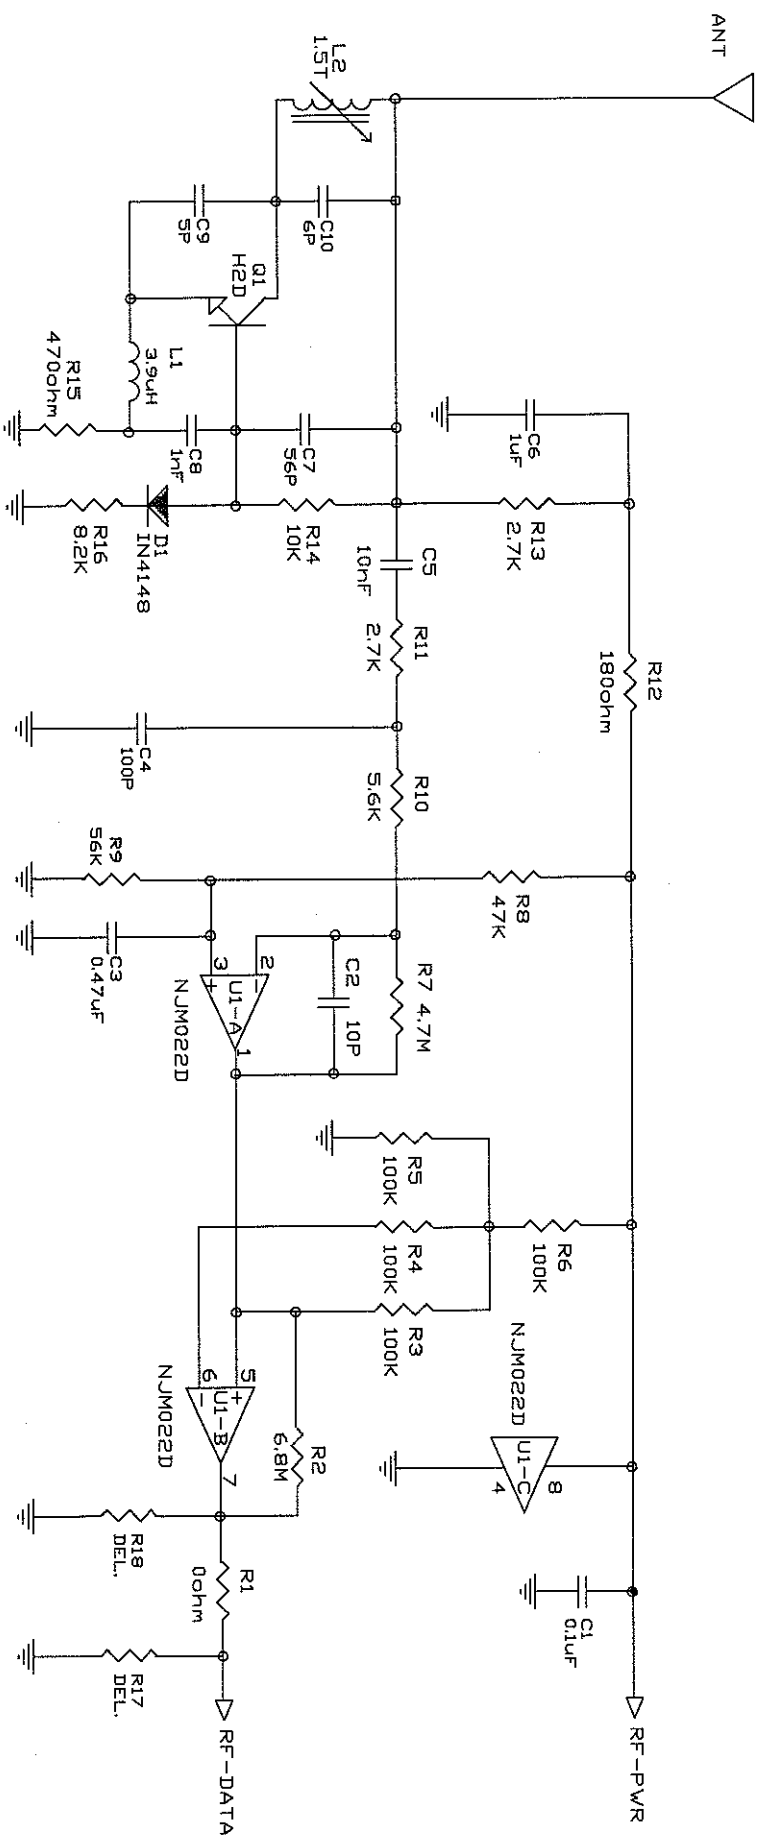 ANT
L2
1.5T
C10
6P
C9
5P
Q1
H2D
L1
3.9uH
R15
470ohm
C8
1nF
C7
56P
C6
1uF
R13
2.7K
R14
10K
D1
IN4148
R16
8.2K
C5
10nF
R11
2.7K
R12
180ohm
C4
100P
R10
5.6K
R8
47K
R9
56K
C3
0.47uF
R7 4.7M
C2
10P
2
3
-
+
U1-A
1
NJM022D
R5
100K
R4
100K
R6
100K
R3
100K
NJM022D
U1-C
8
4
5
6
+
-
U1-B
7
NJM022D
R2
6.8M
R18
DEL.
R1
0ohm
R17
DEL.
C1
0.1uF
RF-PWR
RF-DATA